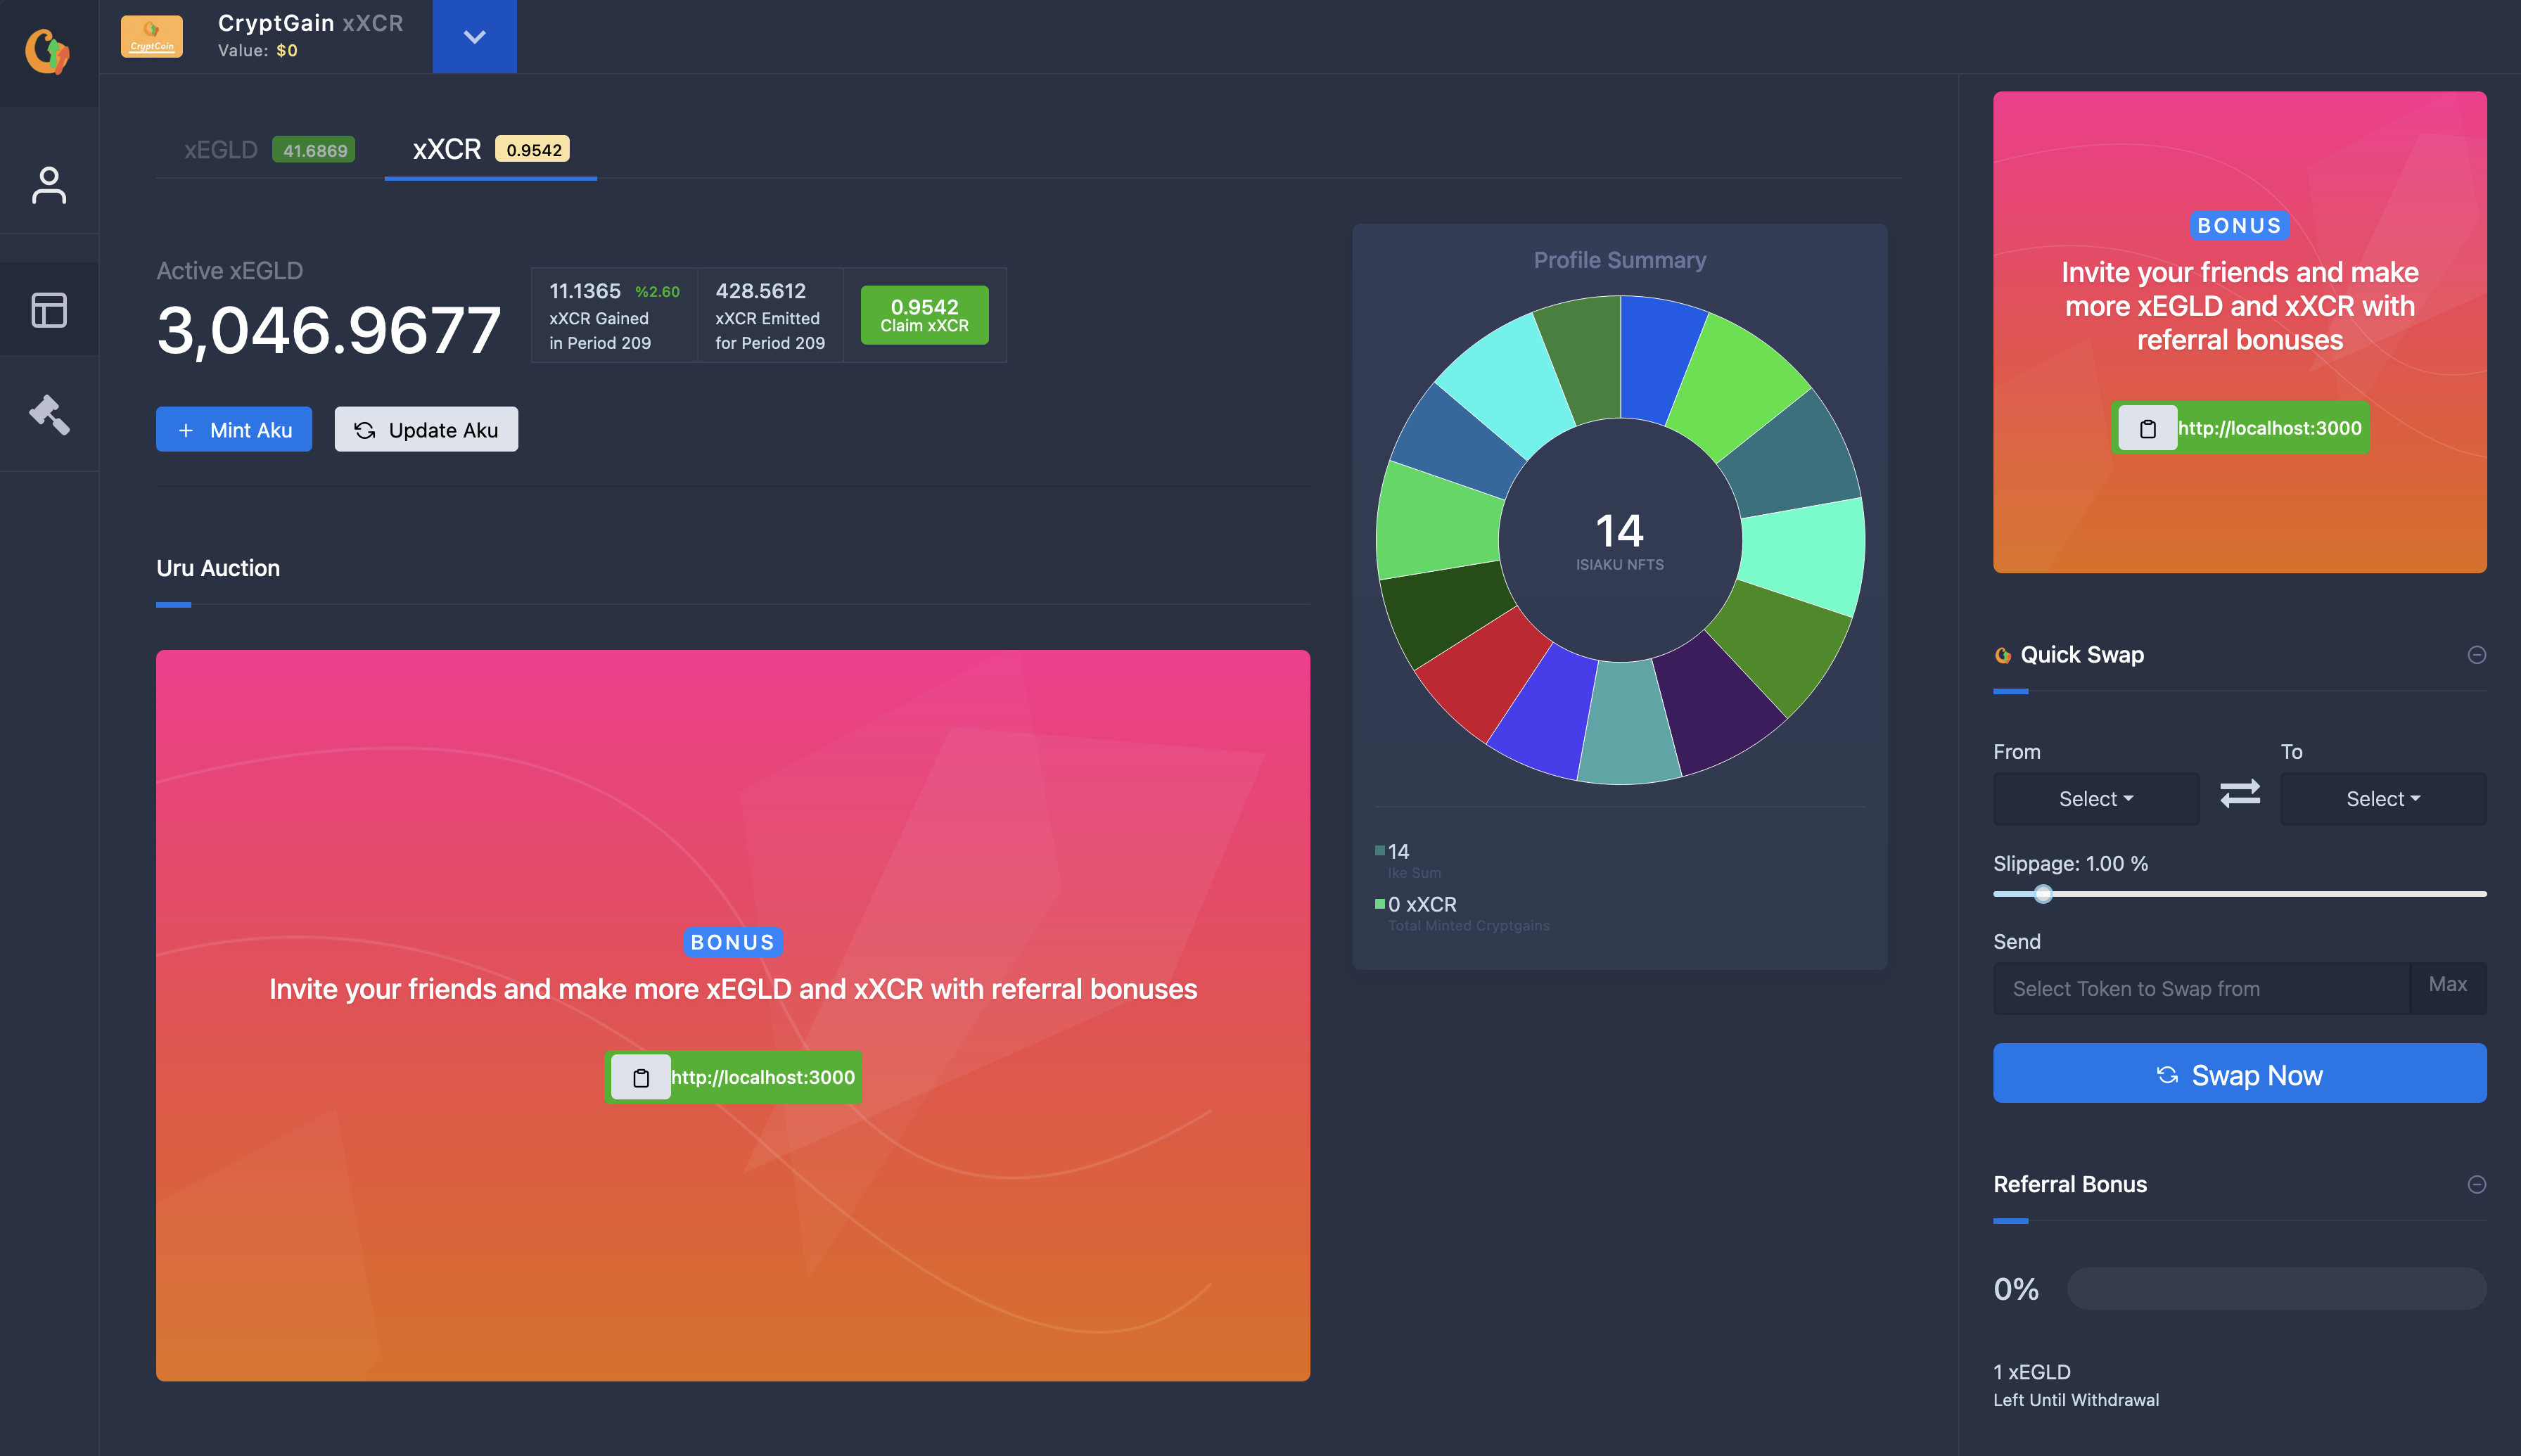 CryptCoin
CryptGain xXCR
Value: $0
xEGLD 41.6869
xXCR 0.9542
Active xEGLD
3,046.9677
11.1365 %2.60
xXCR Gained
in Period 209
428.5612
xXCR Emitted
for Period 209
0.9542
Claim xXCR
+ Mint Aku
Update Aku
Uru Auction
BONUS
Invite your friends and make more xEGLD and xXCR with referral bonuses
http://localhost:3000
Profile Summary
14
ISIAKU NFTS
14
Ike Sum
0 xXCR
Total Minted Cryptgains
BONUS
Invite your friends and make
more xEGLD and xXCR with
referral bonuses
http://localhost:3000
Quick Swap
From
To
Select
Select
Slippage: 1.00 %
Send
Select Token to Swap from
Max
Swap Now
Referral Bonus
0%
1 xEGLD
Left Until Withdrawal